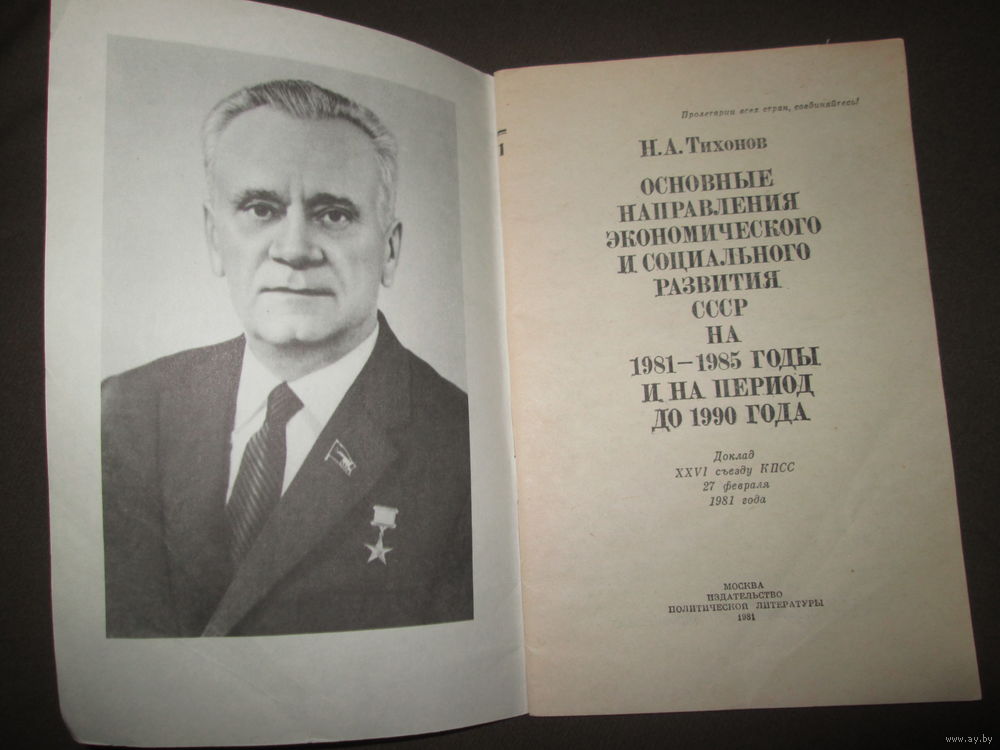 Пролетарии всех стран, соединяйтесь!
Н.А.Тихонов
ОСНОВНЫЕ
НАПРАВЛЕНИЯ
ЭКОНОМИЧЕСКОГО
И СОЦИАЛЬНОГО
РАЗВИТИЯ
СССР
НА
1981—1985 ГОДЫ
И НА ПЕРИОД
ДО 1990 ГОДА
Доклад
XXVI съезду КПСС
27 февраля
1981 года
МОСКВА
ИЗДАТЕЛЬСТВО
ПОЛИТИЧЕСКОЙ ЛИТЕРАТУРЫ
1981
www.ay.by